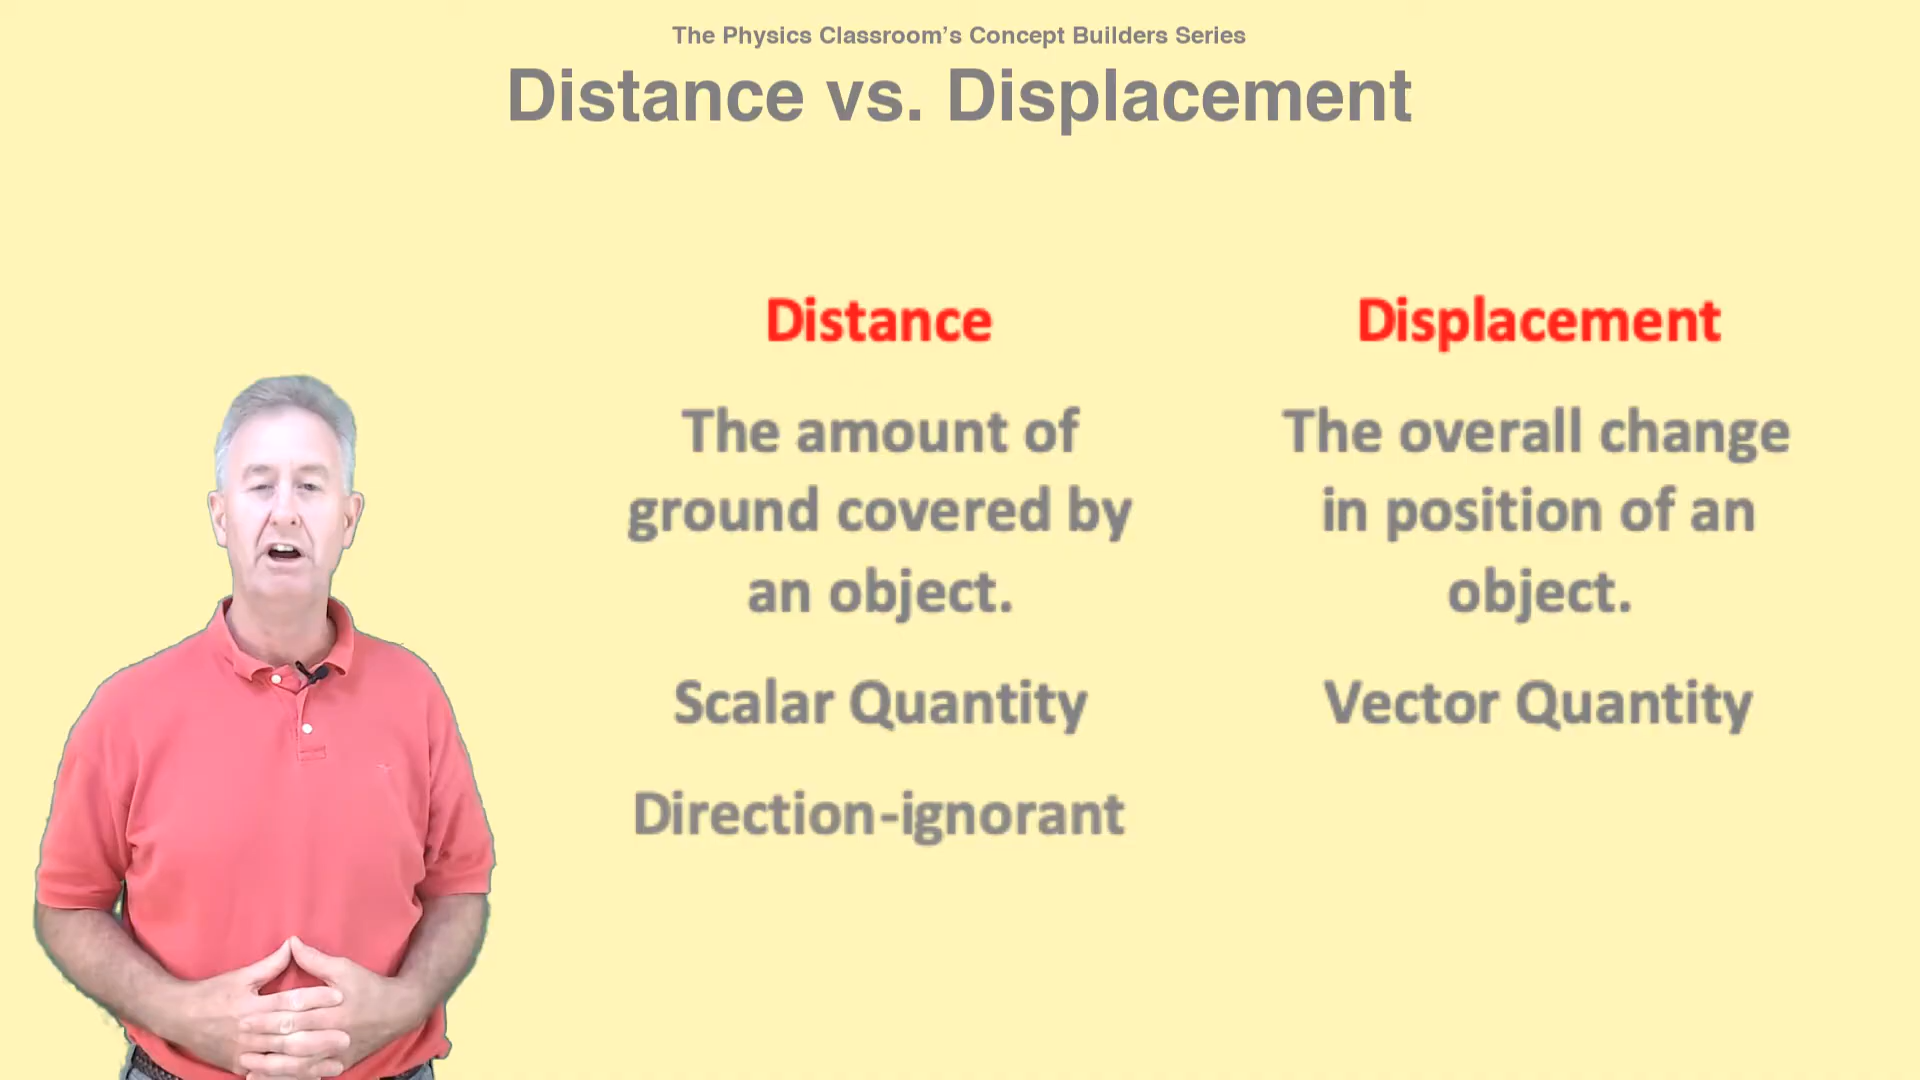 The Physics Classroom’s Concept Builders Series
Distance vs. Displacement
Distance
The amount of
ground covered by
an object.
Scalar Quantity
Direction-ignorant
Displacement
The overall change
in position of an
object.
Vector Quantity